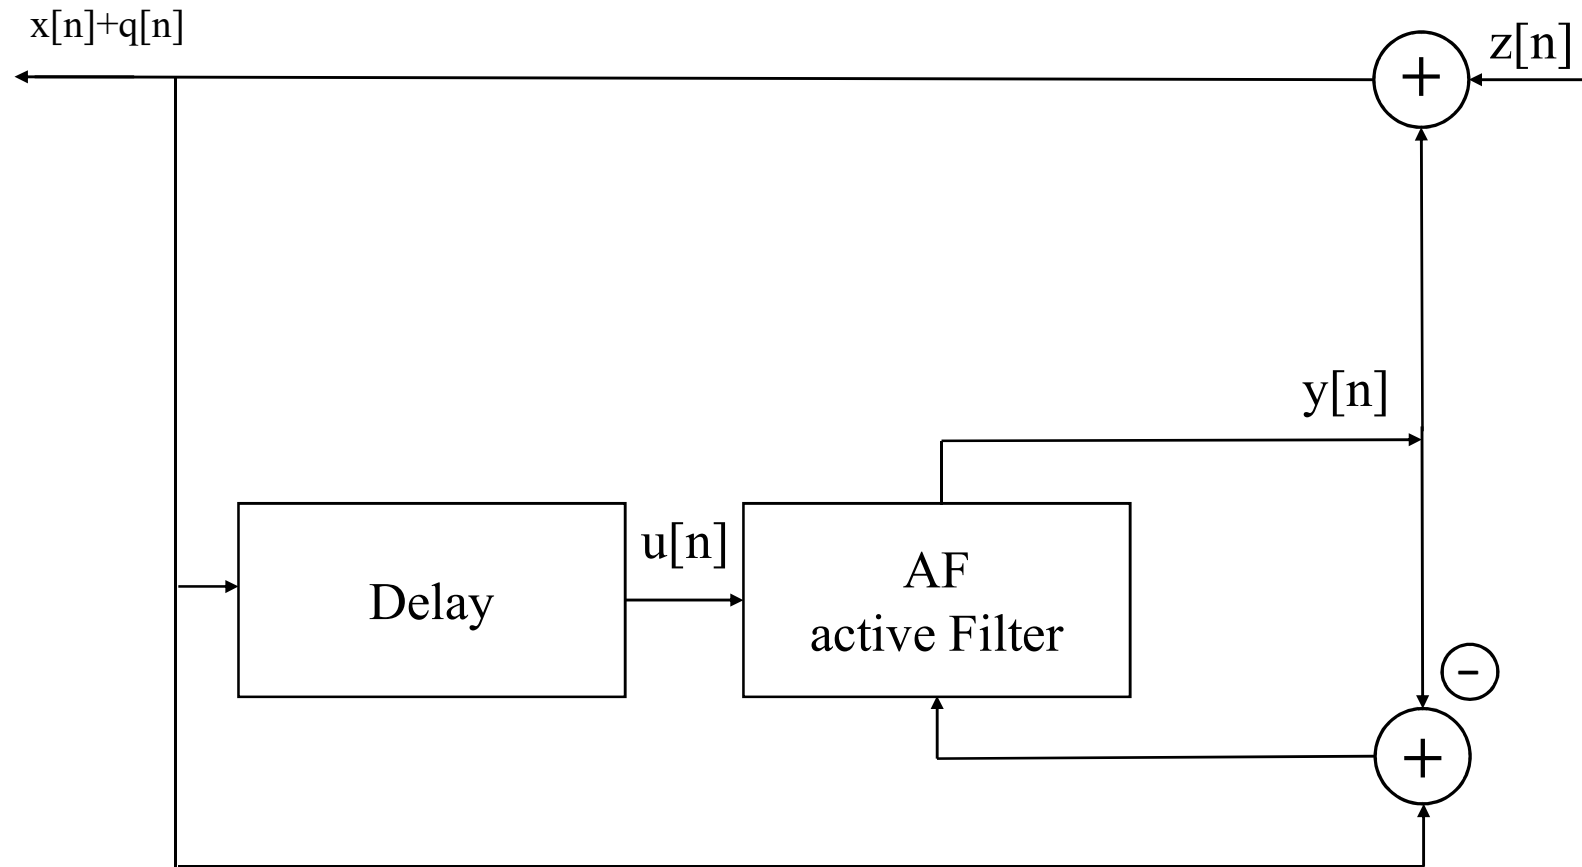 x[n]+q[n]
z[n]
+
y[n]
u[n]
Delay
AF
active Filter
-
+